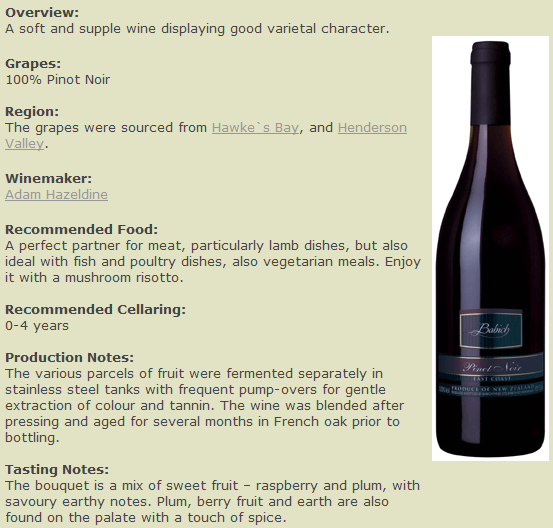 Overview:
A soft and supple wine displaying good varietal character.
Grapes:
100% Pinot Noir
Region:
The grapes were sourced from Hawke`s Bay, and Henderson
Valley.
Winemaker:
Adam Hazeldine
Recommended Food:
A perfect partner for meat, particularly lamb dishes, but also
ideal with fish and poultry dishes, also vegetarian meals. Enjoy
it with a mushroom risotto.
Recommended Cellaring:
0-4 years
Production Notes:
The various parcels of fruit were fermented separately in
stainless steel tanks with frequent pump-overs for gentle
extraction of colour and tannin. The wine was blended after
pressing and aged for several months in French oak prior to
bottling.
Tasting Notes:
The bouquet is a mix of sweet fruit – raspberry and plum, with
savoury earthy notes. Plum, berry fruit and earth are also
found on the palate with a touch of spice.
Babich
Pinot Noir
EAST COAST
PRODUCE OF NEW ZEALAND